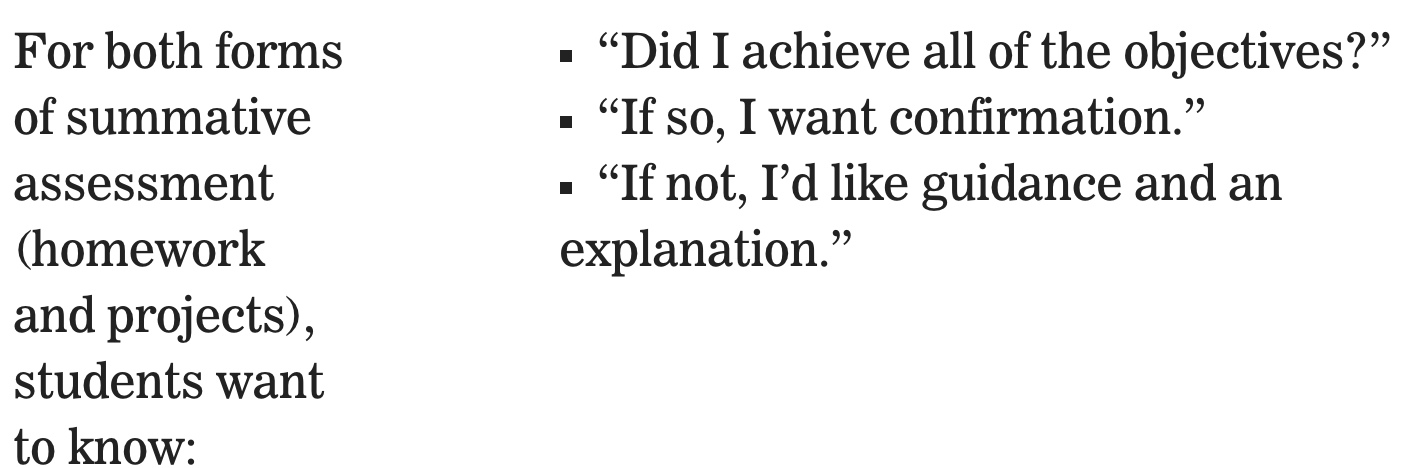 For both forms
of summative
assessment
(homework
and projects),
students want
to know:
▪ “Did I achieve all of the objectives?”
▪ “If so, I want confirmation.”
▪ “If not, I’d like guidance and an
explanation.”